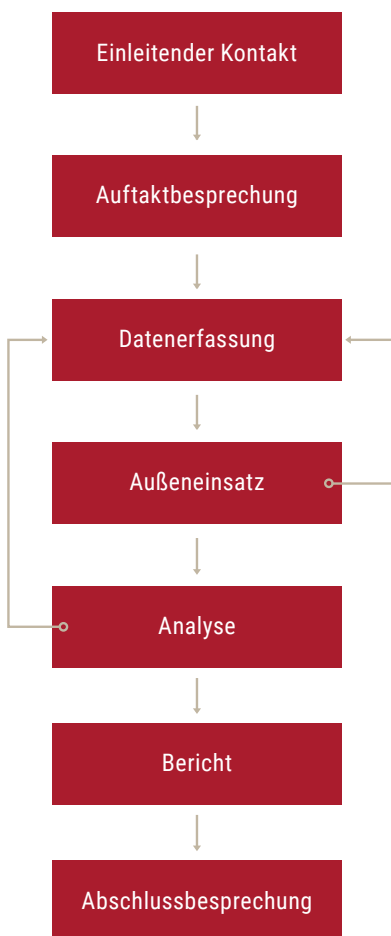 Einleitender Kontakt
Auftaktbesprechung
Datenerfassung
Außeneinsatz
Analyse
Bericht
Abschlussbesprechung